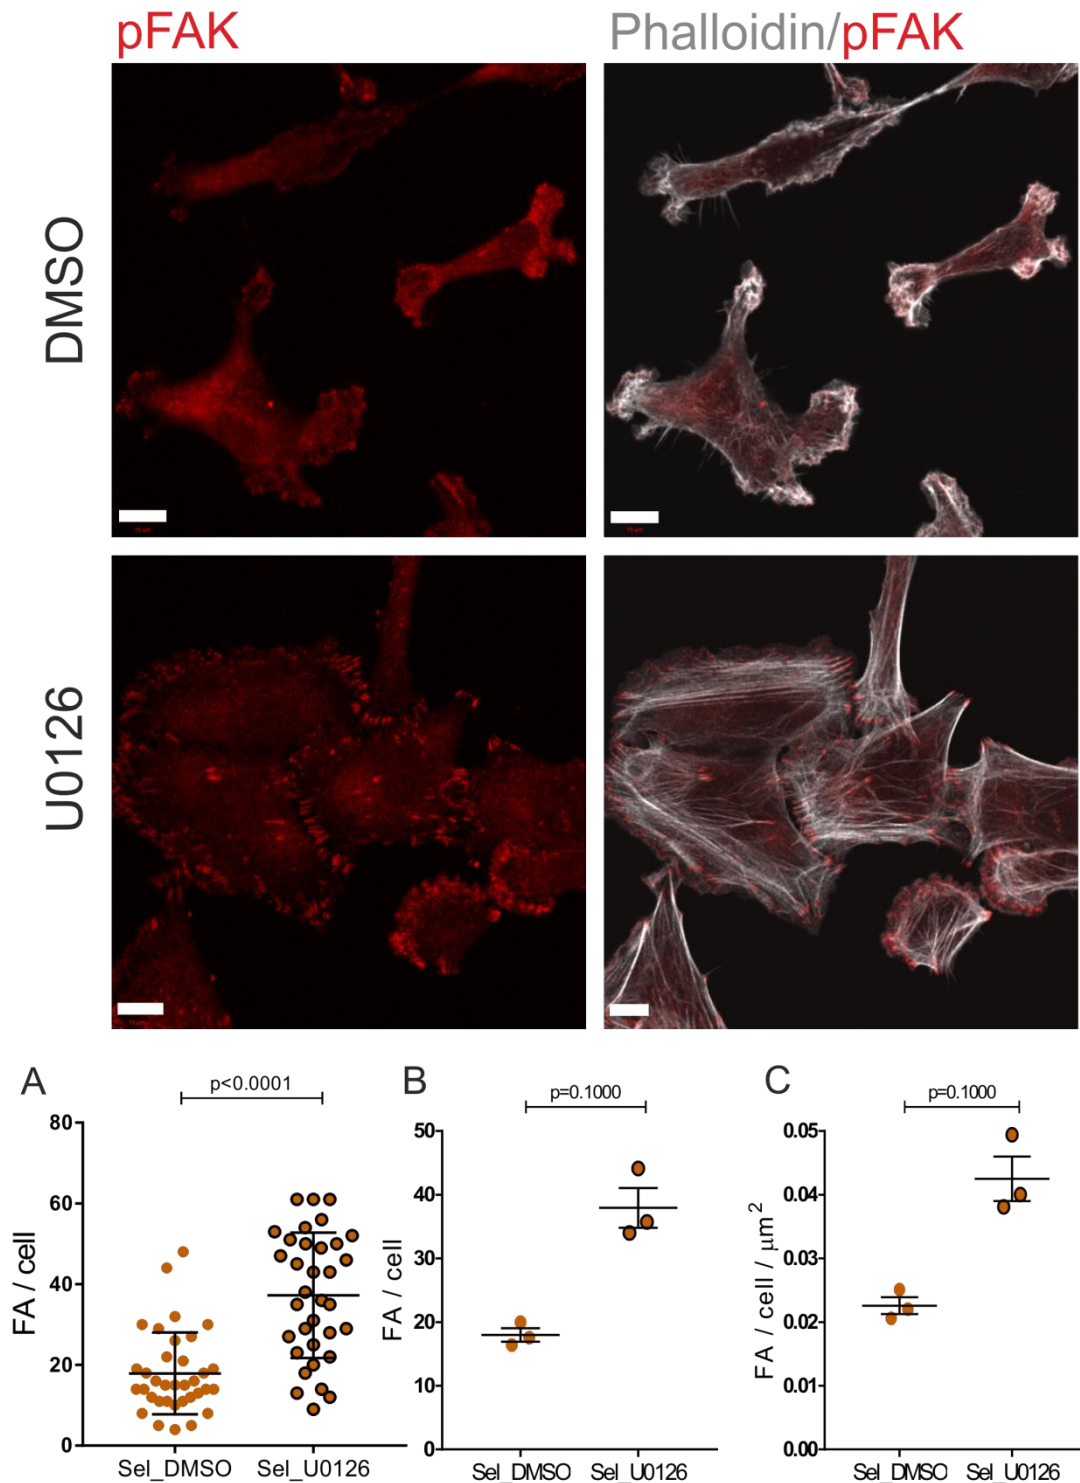 pFAK
Phalloidin/pFAK
DMSO
U0126
A
p<0.0001
FA / cell
80
60
40
20
0
Sel_DMSO
Sel_U0126
B
p=0.1000
FA / cell
50
40
30
20
10
0
Sel_DMSO
Sel_U0126
C
p=0.1000
FA / cell / µm²
0.05
0.04
0.03
0.02
0.01
0.00
Sel_DMSO
Sel_U0126